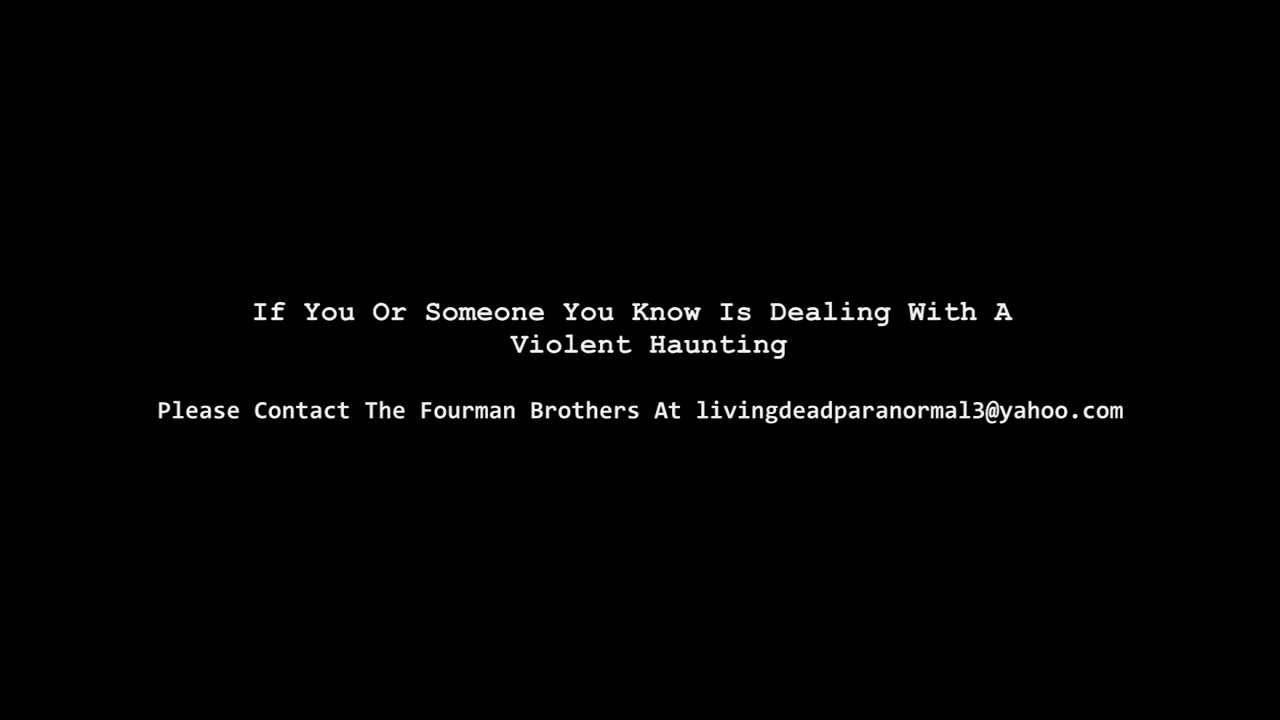 If You Or Someone You Know Is Dealing With A
Violent Haunting
Please Contact The Fourman Brothers At livingdeadparanormal3@yahoo.com